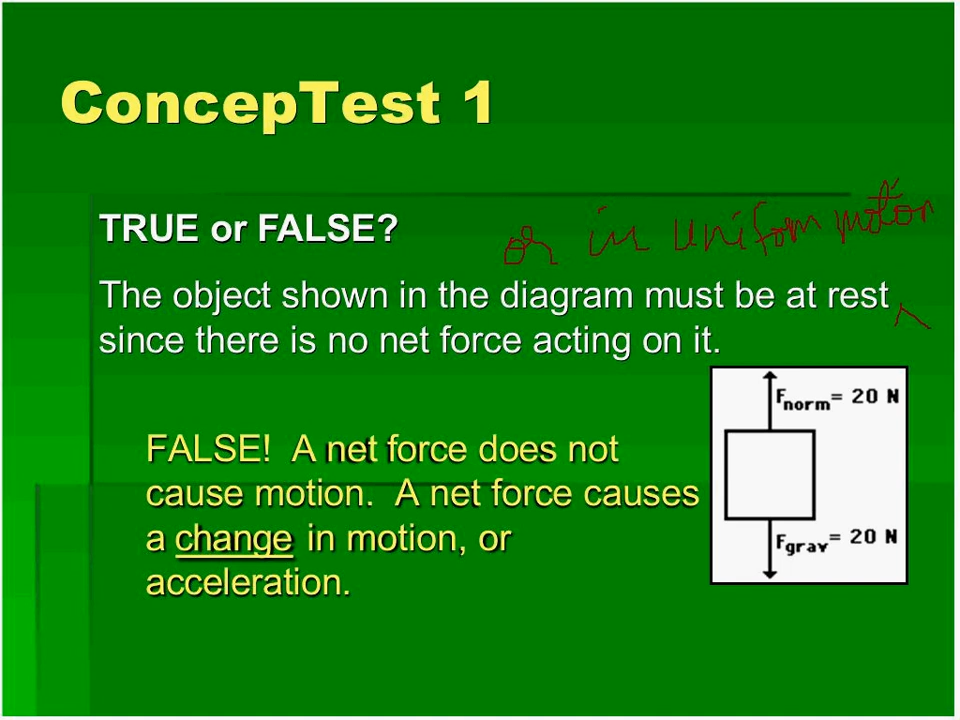 ConcepTest 1
TRUE or FALSE?
or in uniform motion
The object shown in the diagram must be at rest
since there is no net force acting on it.
Fnorm = 20 N
FALSE! A net force does not
cause motion. A net force causes
a change in motion, or
acceleration.
Fgrav = 20 N